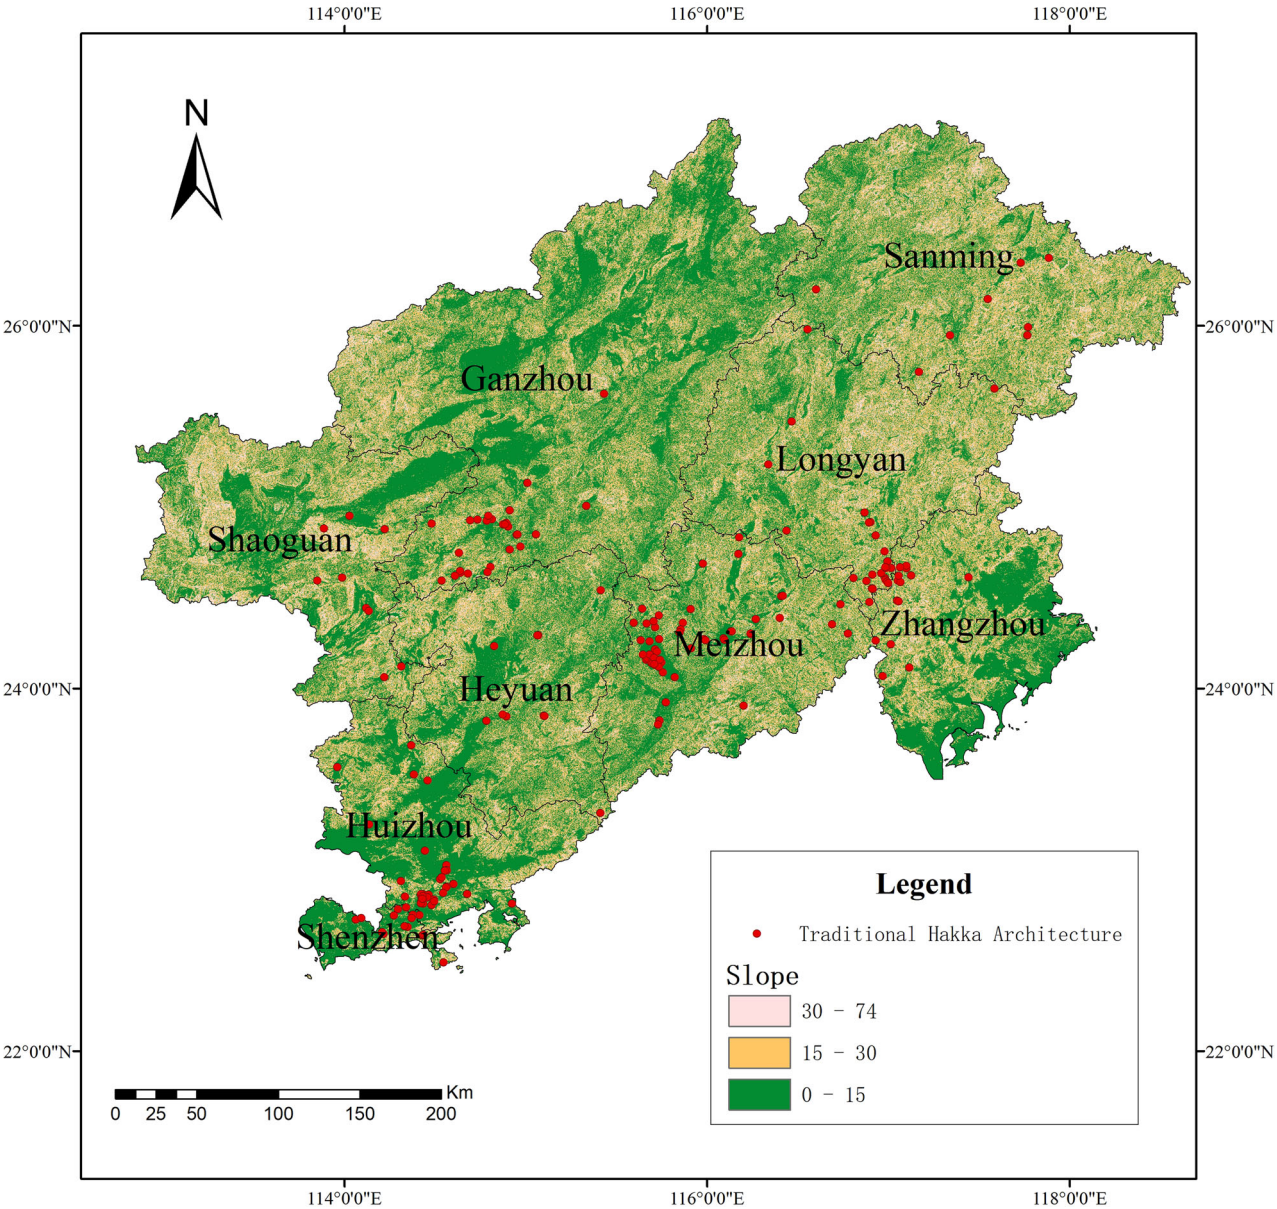 114°0'0"E 116°0'0"E 118°0'0"E
N
Sanming
26°0'0"N 26°0'0"N
Ganzhou
Longyan
Shaoguan
Zhangzhou
Meizhou
24°0'0"N Heyuan 24°0'0"N
Huizhou
Legend
Shenzhen
Traditional Hakka Architecture
Slope
30 - 74
15 - 30
22°0'0"N 22°0'0"N
0 - 15
Km
0 25 50 100 150 200
114°0'0"E 116°0'0"E 118°0'0"E